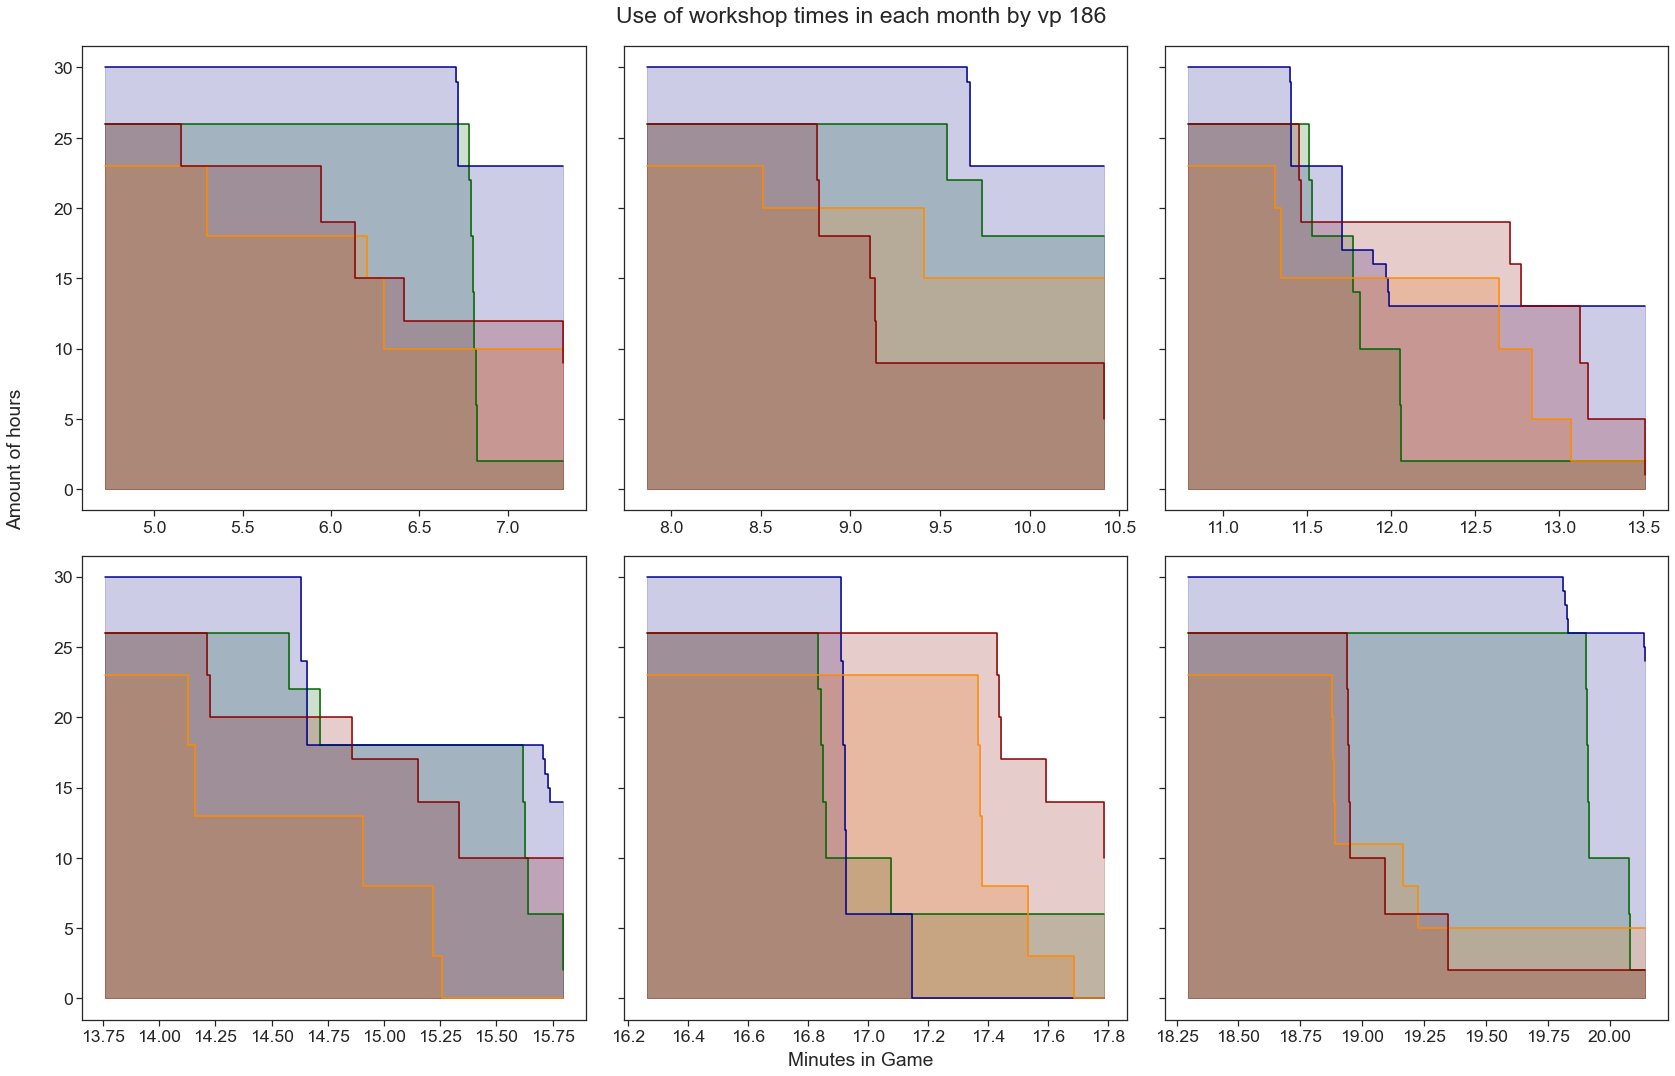 Use of workshop times in each month by vp 186
Amount of hours
30
25
20
15
10
5
0
5.0 5.5 6.0 6.5 7.0
8.0 8.5 9.0 9.5 10.0 10.5
11.0 11.5 12.0 12.5 13.0 13.5
30
25
20
15
10
5
0
13.75 14.00 14.25 14.50 14.75 15.00 15.25 15.50 15.75
16.2 16.4 16.6 16.8 17.0 17.2 17.4 17.6 17.8
18.25 18.50 18.75 19.00 19.25 19.50 19.75 20.00
Minutes in Game